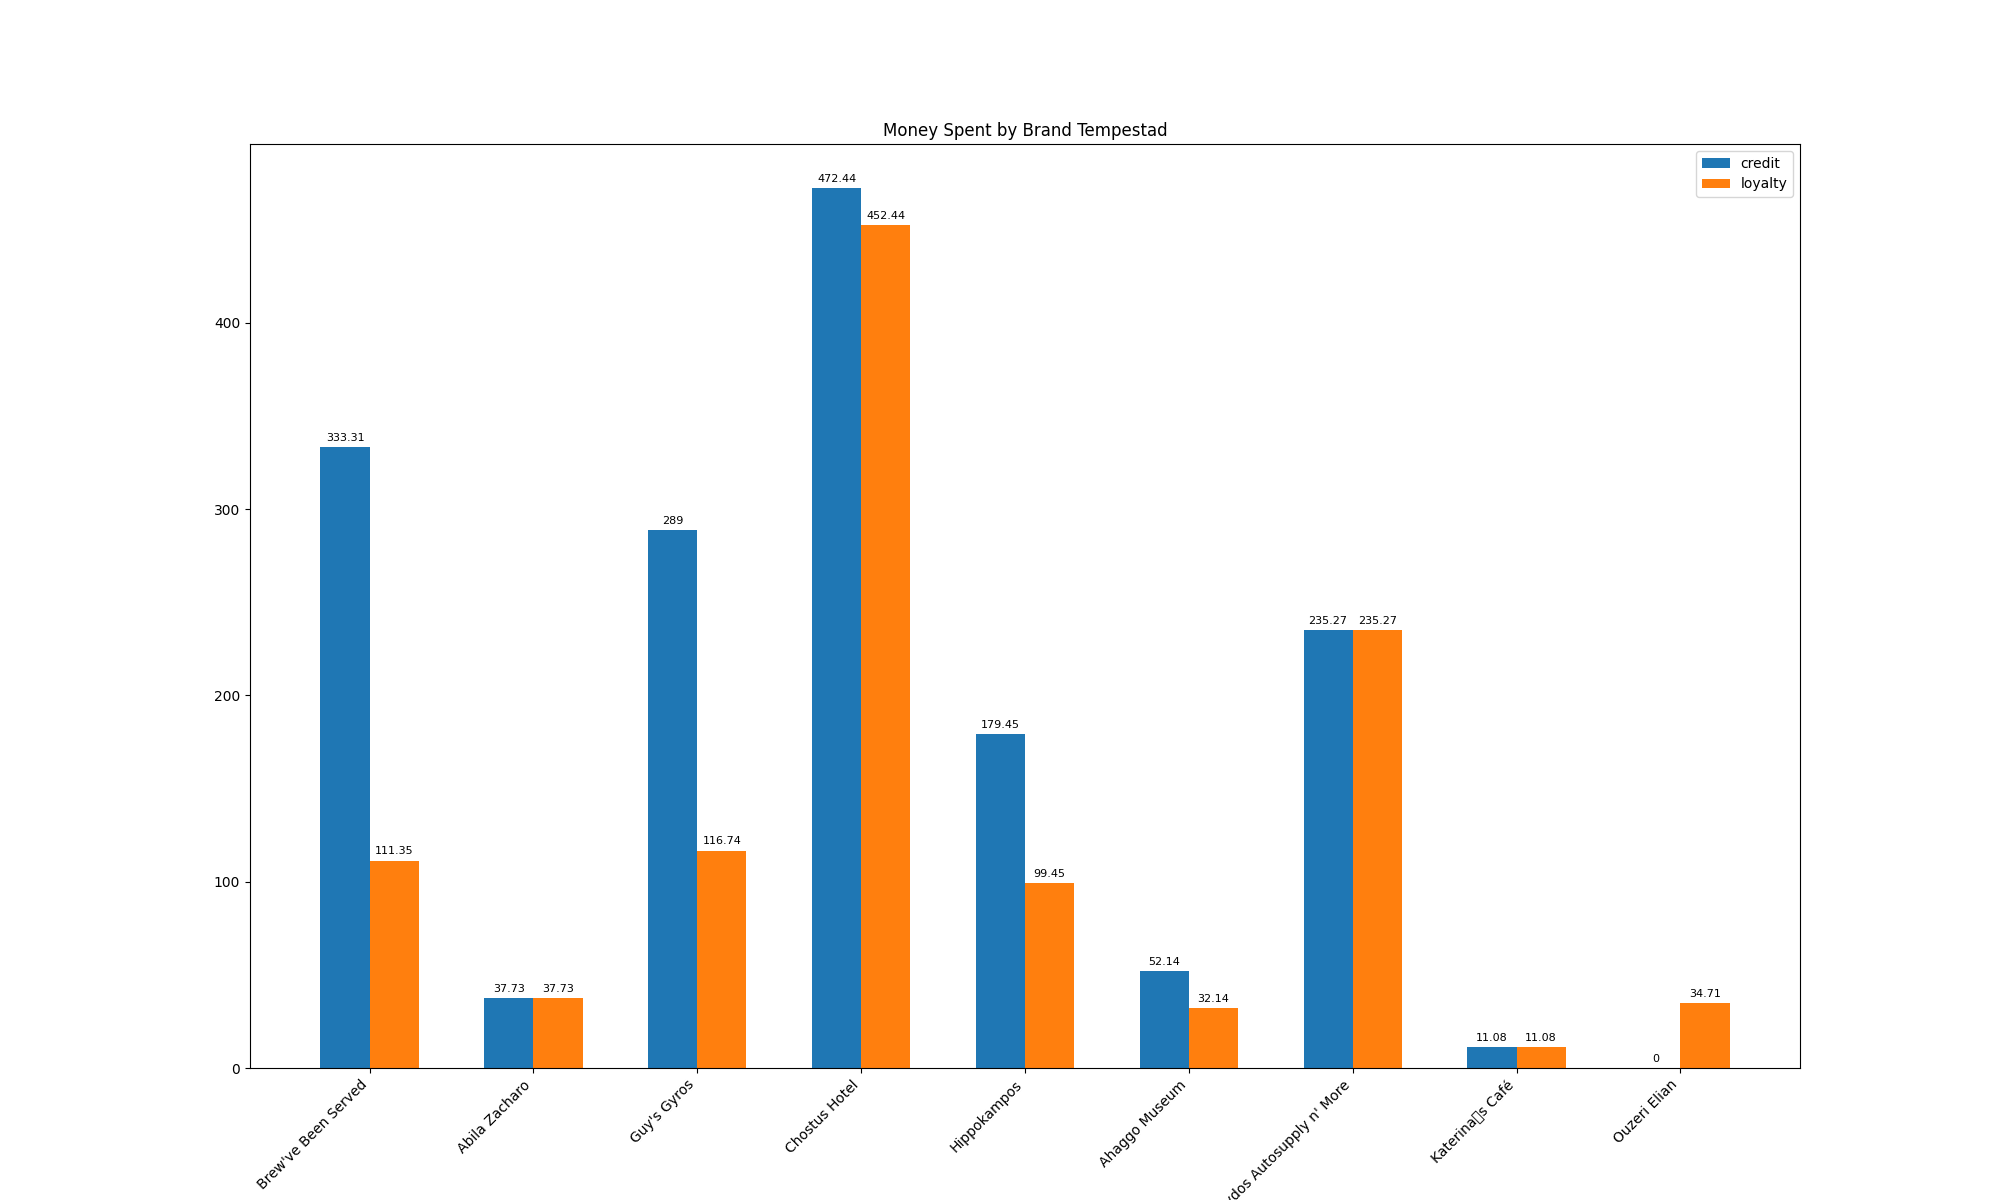 Money Spent by Brand Tempestad
credit
loyalty
472.44
452.44
333.31
289
235.27 235.27
179.45
111.35
116.74
99.45
52.14
37.73 37.73
32.14
34.71
11.08 11.08
0
400
300
200
100
0
Brew've Been Served
Abila Zacharo
Guy's Gyros
Chostus Hotel
Hippokampos
Ahaggo Museum
Autosupply n' More
Katerina▯▯s Café
Ouzeri Elian